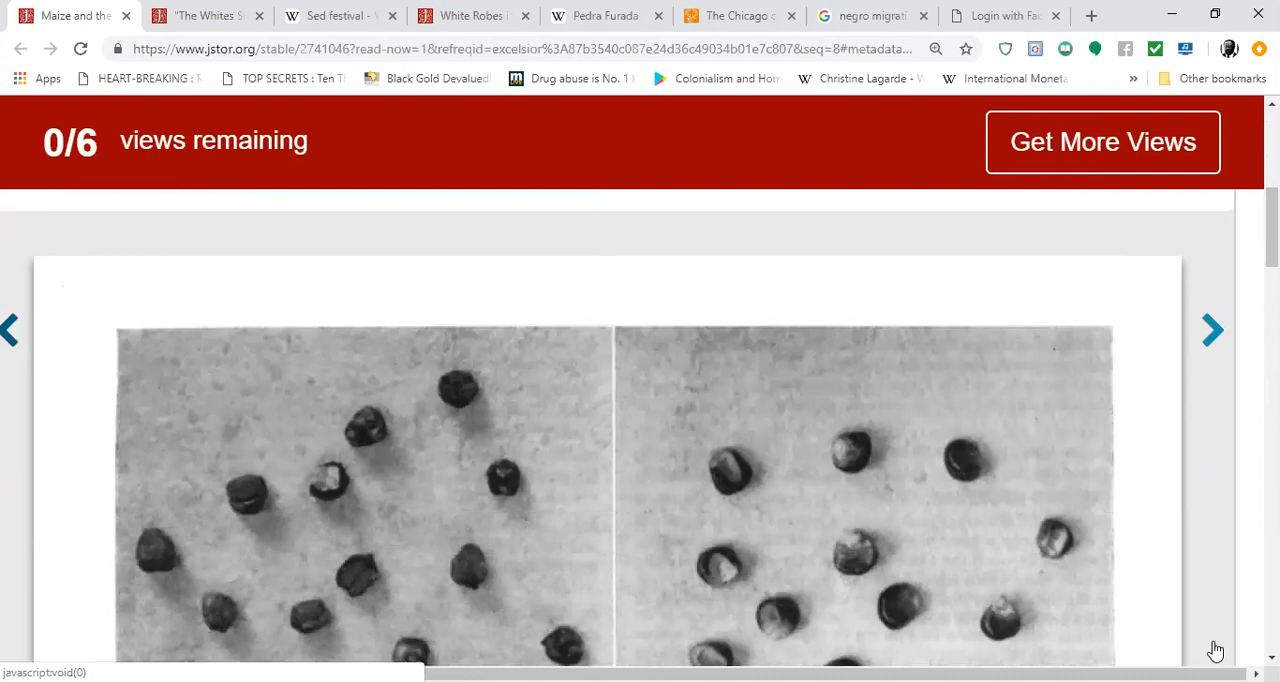 Maize and the
"The Whites S
Sed festival -
White Robes i
Pedra Furada
The Chicago
negro migrati
Login with Fac
https://www.jstor.org/stable/2741046?read-now=1&refreqid=excelsior%3A87b3540c087e24d36c49034b01e7c807&seq=8#metadata...
Apps
HEART-BREAKING : R
TOP SECRETS : Ten Th
Black Gold Devalued
Drug abuse is No. 1
Colonialism and Hom
Christine Lagarde - W
International Moneta
»
Other bookmarks
0/6 views remaining
Get More Views
javascript:void(0)